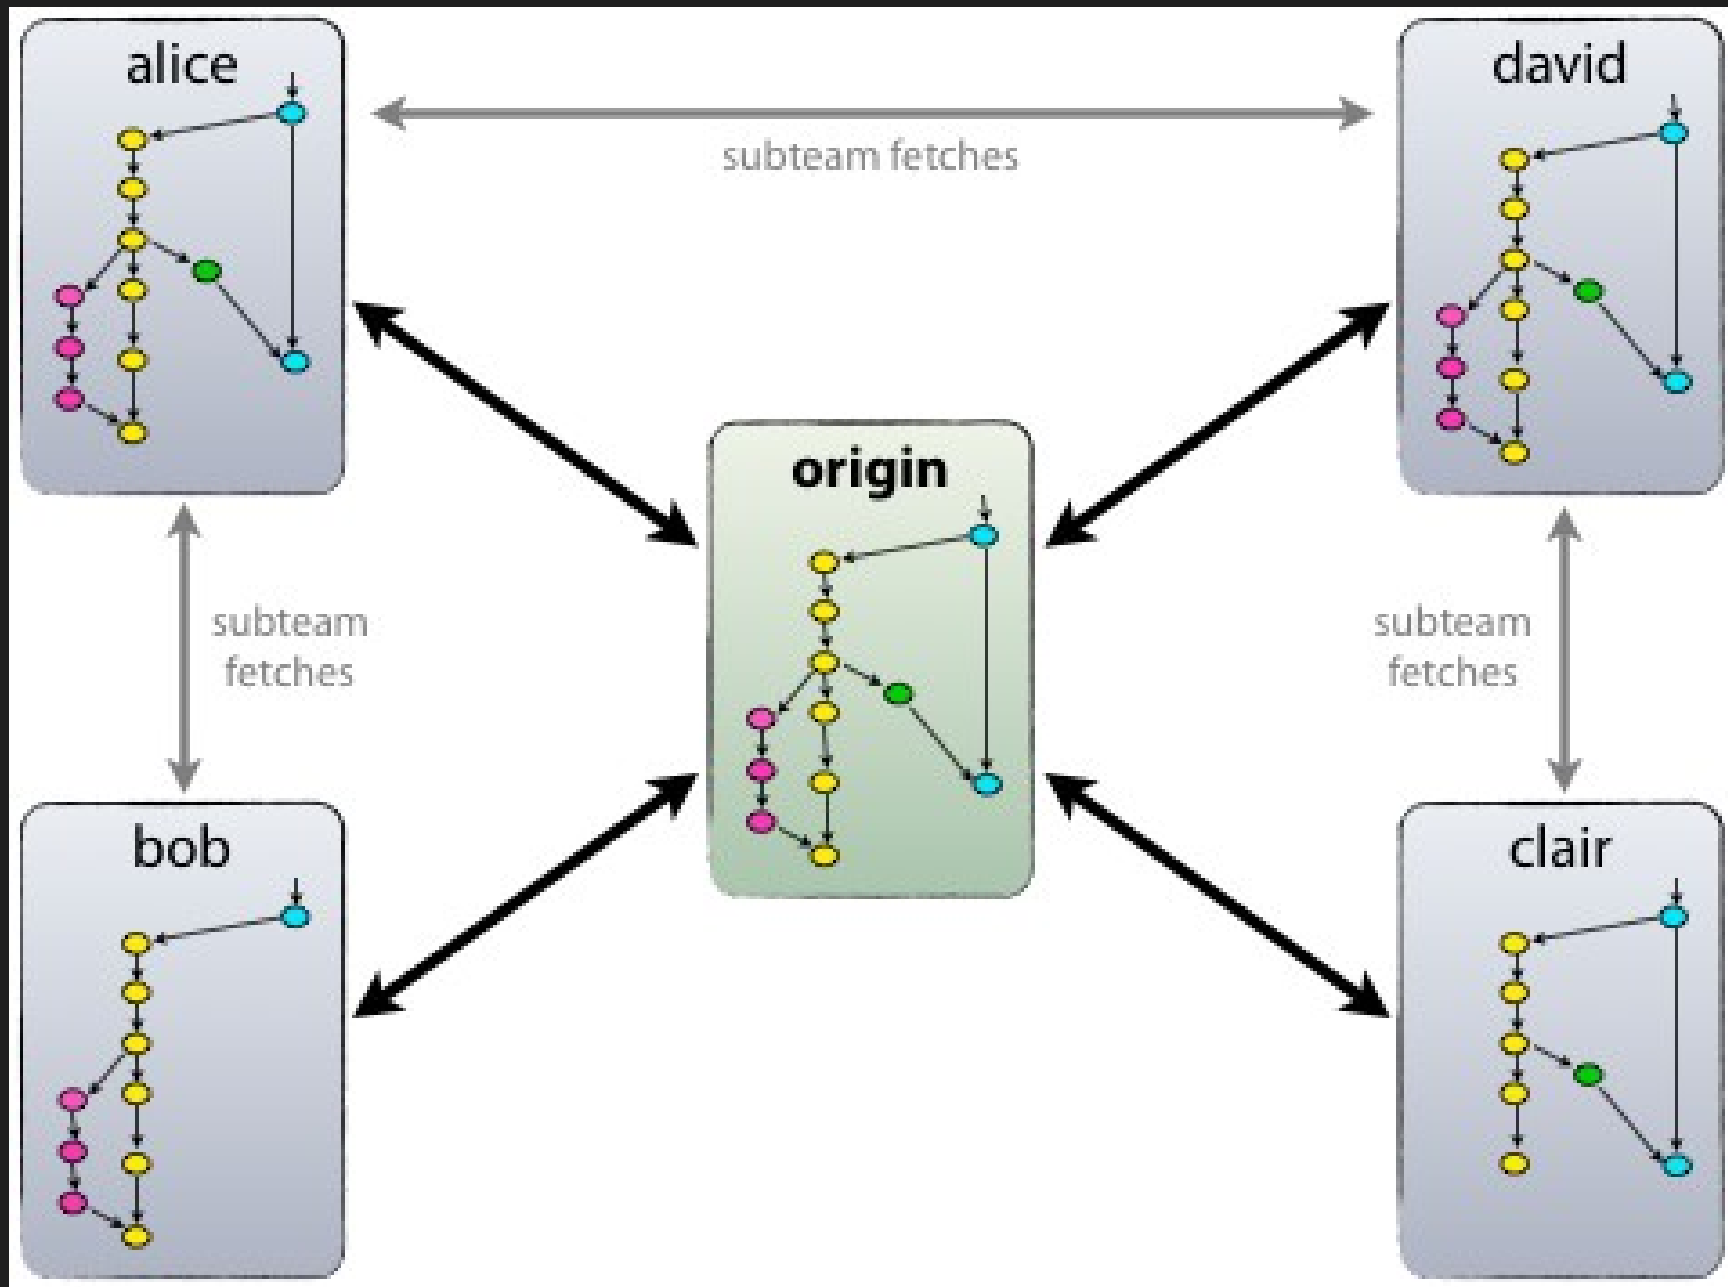 alice
david
subteam fetches
origin
subteam
fetches
subteam
fetches
bob
clair